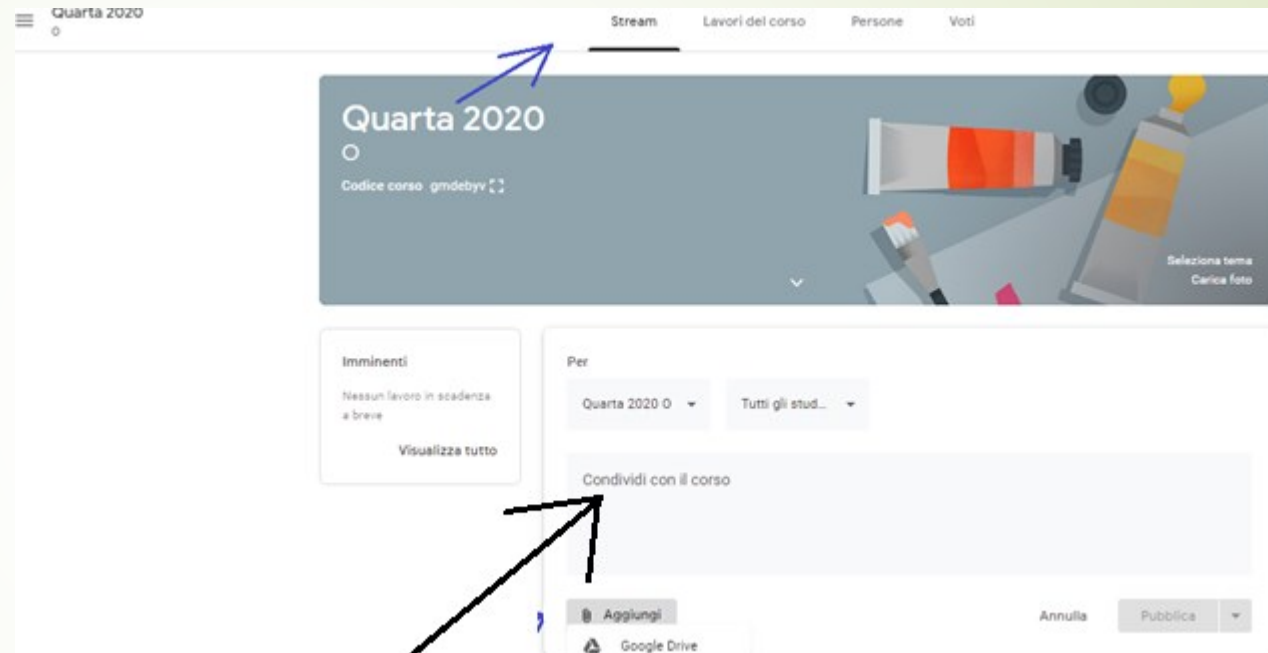 Quarta 2020
O
Stream Lavori del corso Persone Voti
Quarta 2020
O
Codice corso gmdebyv
Seleziona tema
Carica foto
Imminenti
Nessun lavoro in scadenza
a breve
Visualizza tutto
Per
Quarta 2020 O Tutti gli stud...
Condividi con il corso
Aggiungi Annulla Pubblica
Google Drive